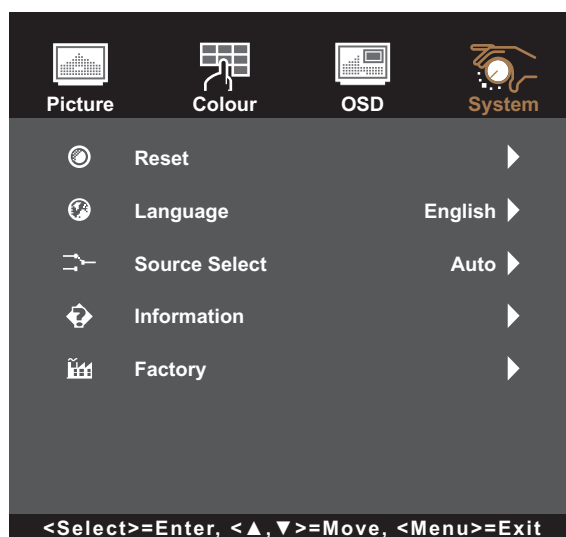 Picture Colour OSD System
Reset
Language English
Source Select Auto
Information
Factory
<Select>=Enter, <▲,▼>=Move, <Menu>=Exit